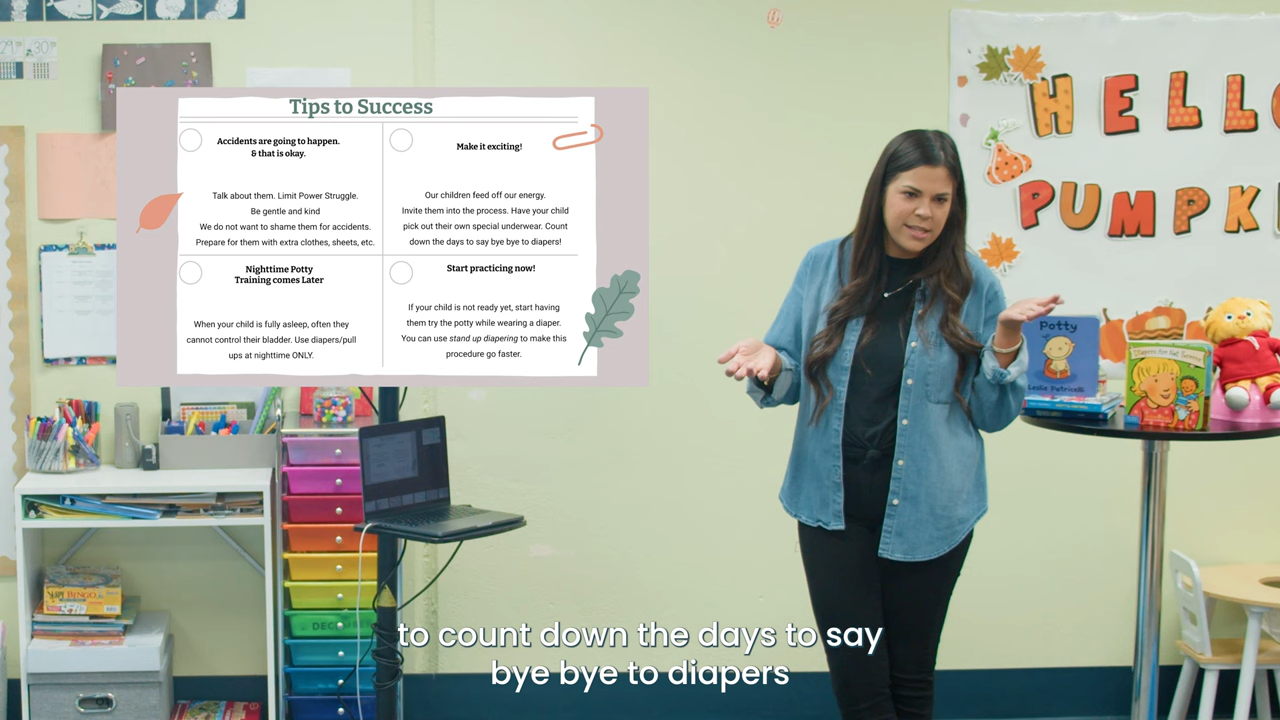 29
30
Tips to Success
Accidents are going to happen.
& that is okay.
Talk about them. Limit Power Struggle.
Be gentle and kind
We do not want to shame them for accidents.
Prepare for them with extra clothes, sheets, etc.
Make it exciting!
Our children feed off our energy.
Invite them into the process. Have your child
pick out their own special underwear. Count
down the days to say bye bye to diapers!
Nighttime Potty
Training comes Later
When your child is fully asleep, often they
cannot control their bladder. Use diapers/pull
ups at nighttime ONLY.
Start practicing now!
If your child is not ready yet, start having
them try the potty while wearing a diaper.
You can use stand up diapering to make this
procedure go faster.
HELLO
PUMPK
Potty
Leslie Patricelli
BINGO
to count down the days to say
bye bye to diapers